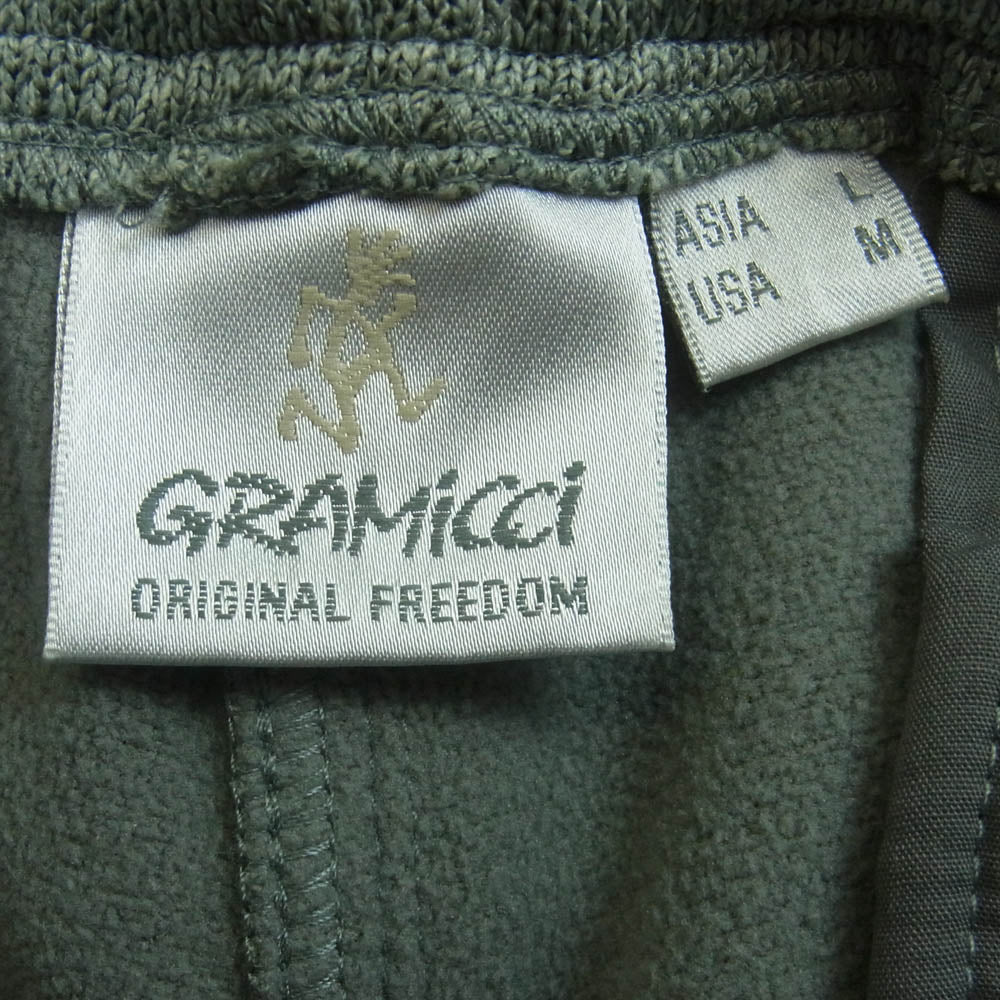 GRAMiCCi
ORIGINAL FREEDOM
ASIA L
USA M